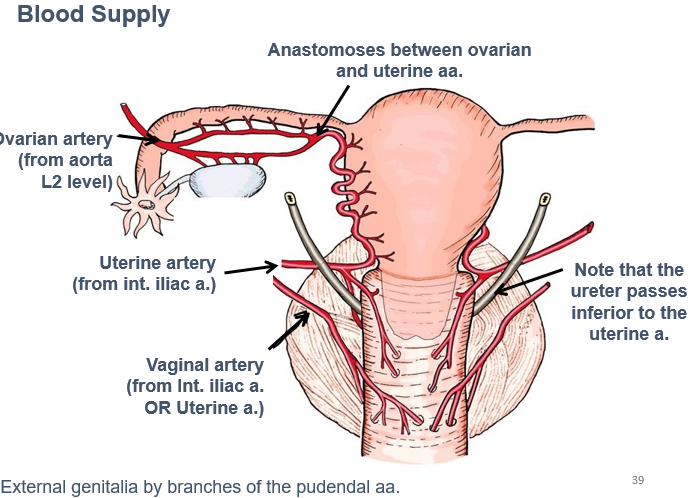 Blood Supply
Anastomoses between ovarian
and uterine aa.
Ovarian artery
(from aorta
L2 level)
Uterine artery
(from int. iliac a.)
Note that the
ureter passes
inferior to the
uterine a.
Vaginal artery
(from Int. iliac a.
OR Uterine a.)
External genitalia by branches of the pudendal aa.
39